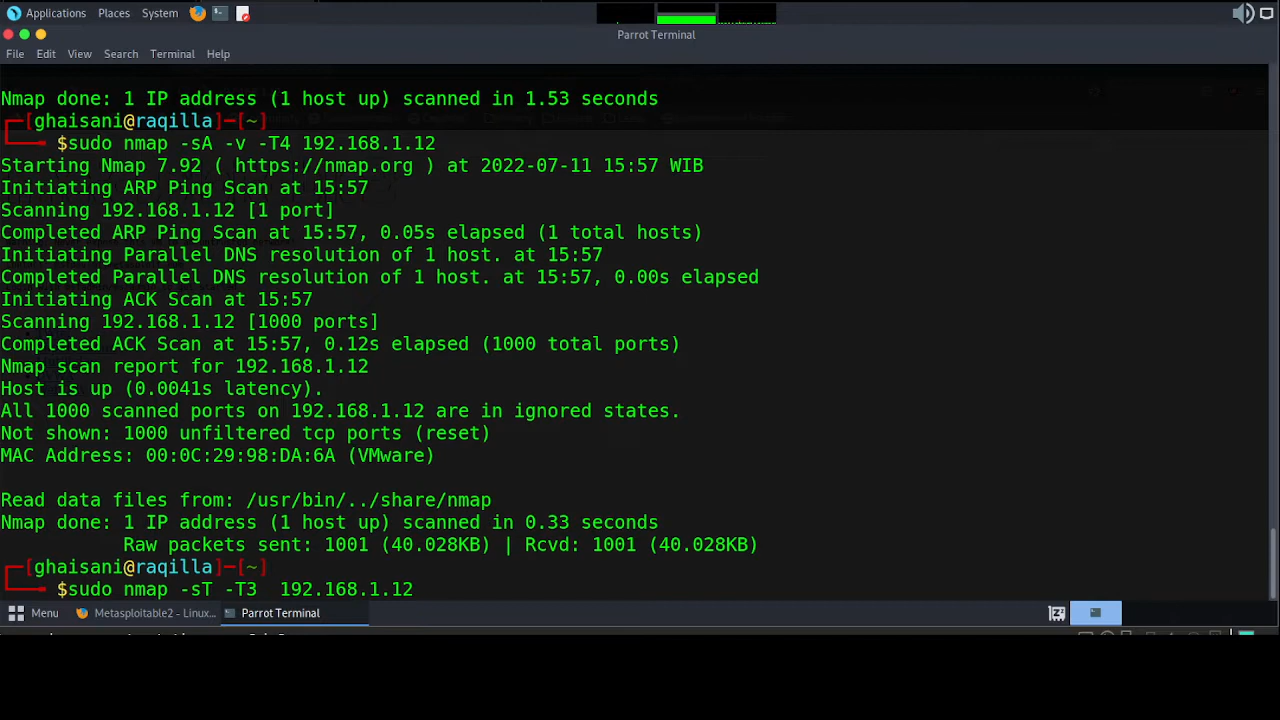 Applications Places System
Parrot Terminal
File Edit View Search Terminal Help
Nmap done: 1 IP address (1 host up) scanned in 1.53 seconds
[ghaisani@raqilla]-[~]
$sudo nmap -sA -v -T4 192.168.1.12
Starting Nmap 7.92 ( https://nmap.org ) at 2022-07-11 15:57 WIB
Initiating ARP Ping Scan at 15:57
Scanning 192.168.1.12 [1 port]
Completed ARP Ping Scan at 15:57, 0.05s elapsed (1 total hosts)
Initiating Parallel DNS resolution of 1 host. at 15:57
Completed Parallel DNS resolution of 1 host. at 15:57, 0.00s elapsed
Initiating ACK Scan at 15:57
Scanning 192.168.1.12 [1000 ports]
Completed ACK Scan at 15:57, 0.12s elapsed (1000 total ports)
Nmap scan report for 192.168.1.12
Host is up (0.0041s latency).
All 1000 scanned ports on 192.168.1.12 are in ignored states.
Not shown: 1000 unfiltered tcp ports (reset)
MAC Address: 00:0C:29:98:DA:6A (VMware)
Read data files from: /usr/bin/../share/nmap
Nmap done: 1 IP address (1 host up) scanned in 0.33 seconds
Raw packets sent: 1001 (40.028KB) | Rcvd: 1001 (40.028KB)
[ghaisani@raqilla]-[~]
$sudo nmap -sT -T3  192.168.1.12
Menu Metasploitable2 - Linux... Parrot Terminal